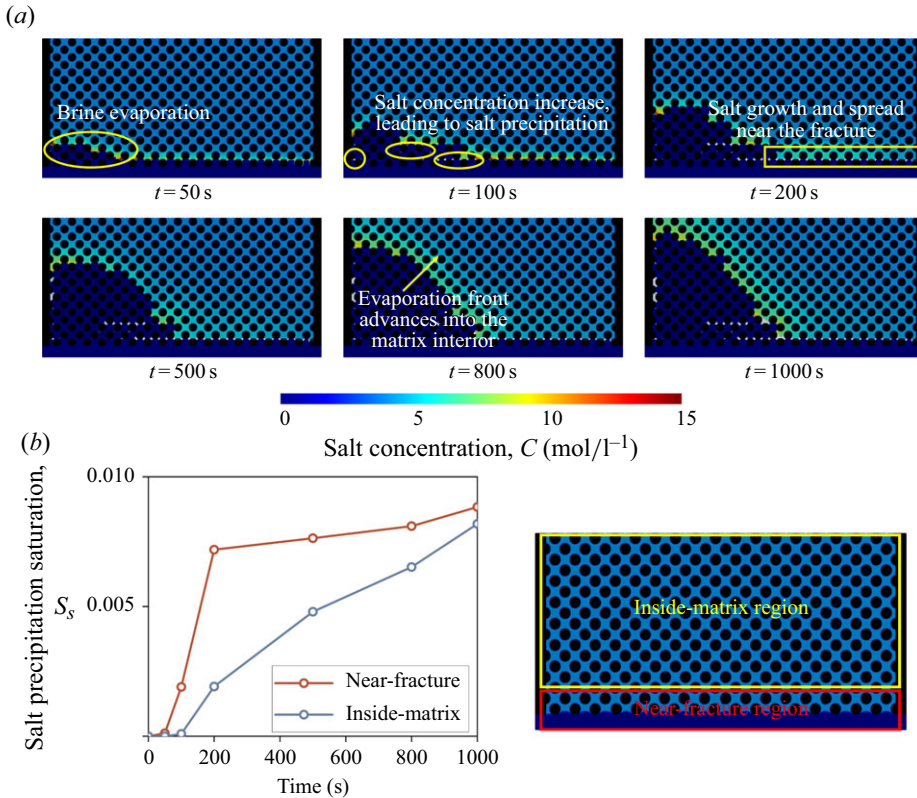 (a)
Brine evaporation
Salt concentration increase,
leading to salt precipitation
Salt growth and spread
near the fracture
t = 50 s
t = 100 s
t = 200 s
Evaporation front
advances into the
matrix interior
t = 500 s
t = 800 s
t = 1000 s
0
5
10
15
Salt concentration, C (mol/l⁻¹)
(b)
Salt precipitation saturation,
S_s
0.010
0.005
Near-fracture
Inside-matrix
0
200
400
600
800
1000
Time (s)
Inside-matrix region
Near-fracture region